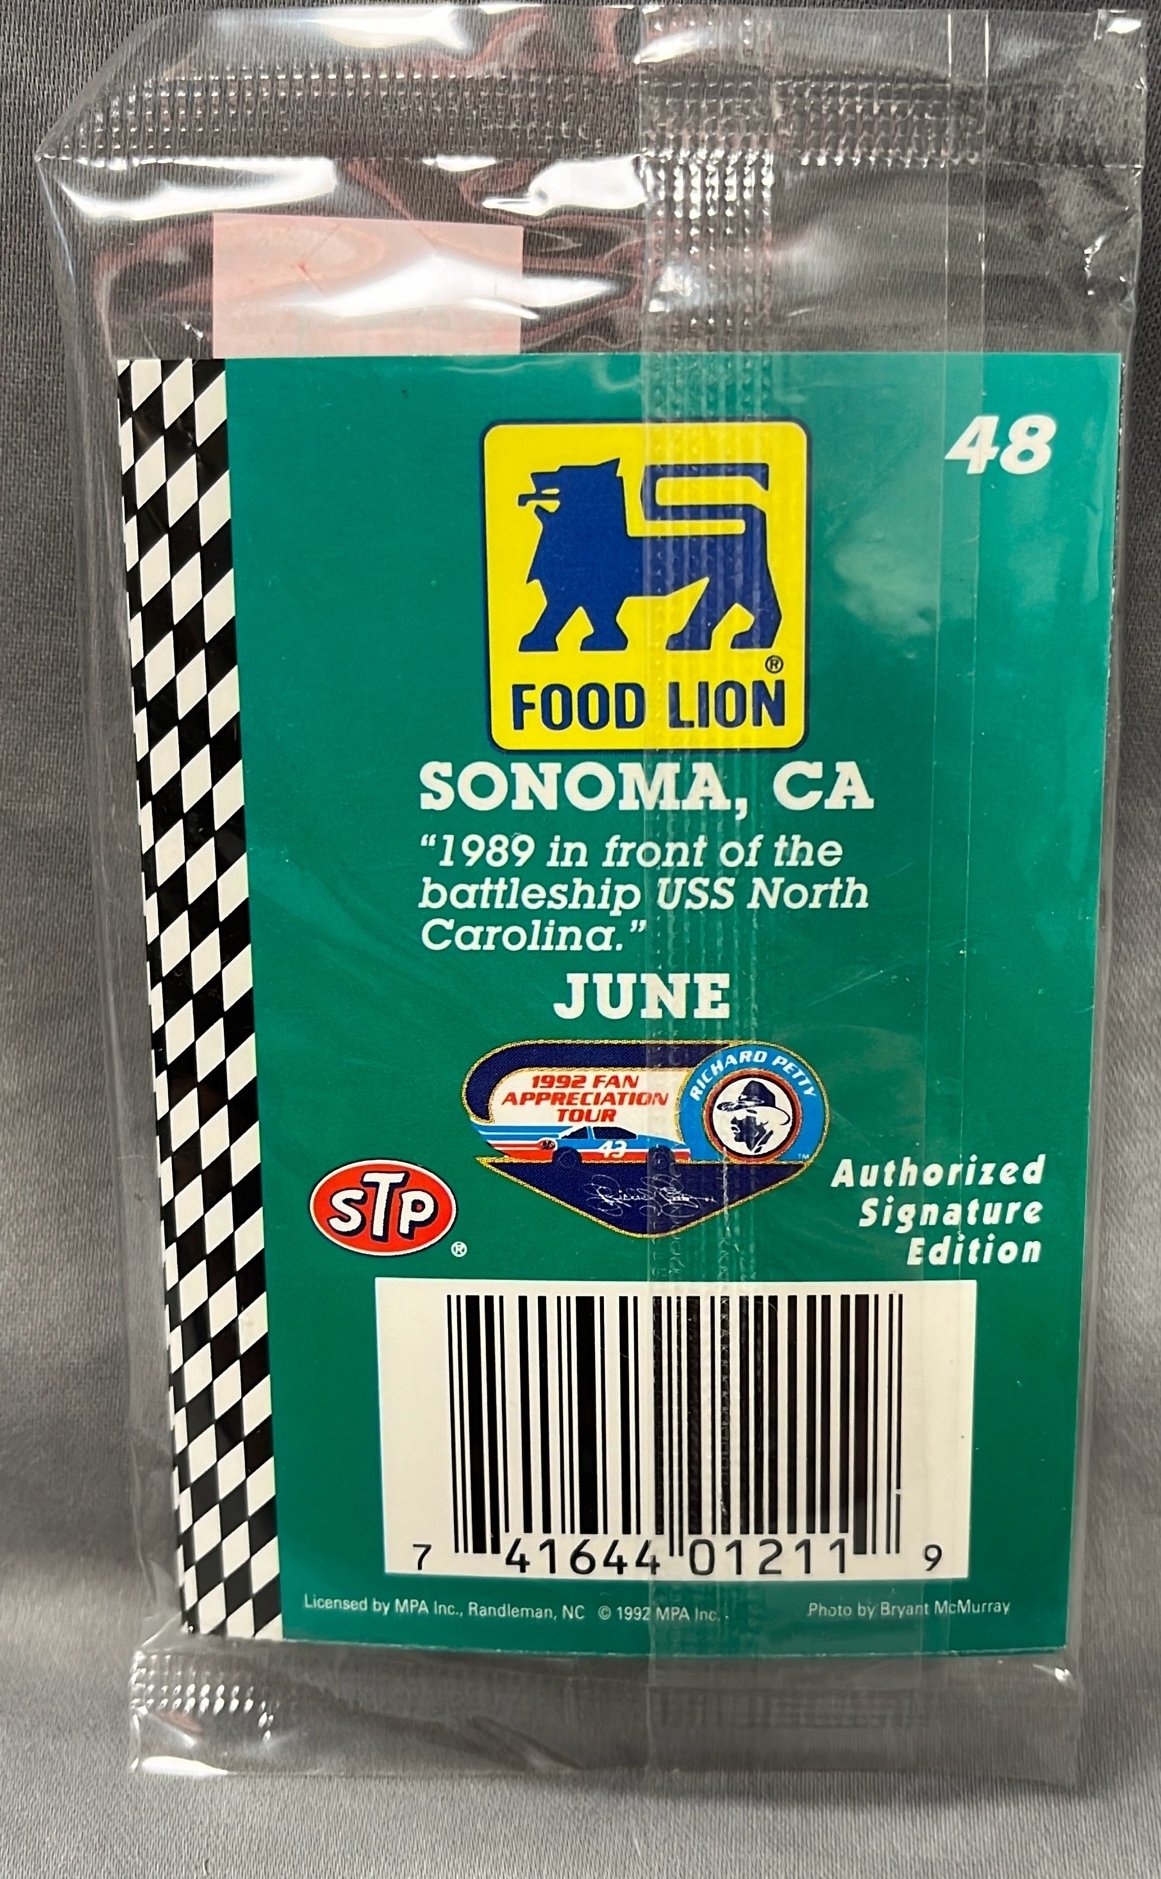 48
FOOD LION®
SONOMA, CA
“1989 in front of the
battleship USS North
Carolina.”
JUNE
1992 FAN
APPRECIATION
TOUR
RICHARD PETTY
43
TM
STP®
Authorized
Signature
Edition
7 41644 01211 9
Licensed by MPA Inc., Randleman, NC © 1992 MPA Inc.
Photo by Bryant McMurray